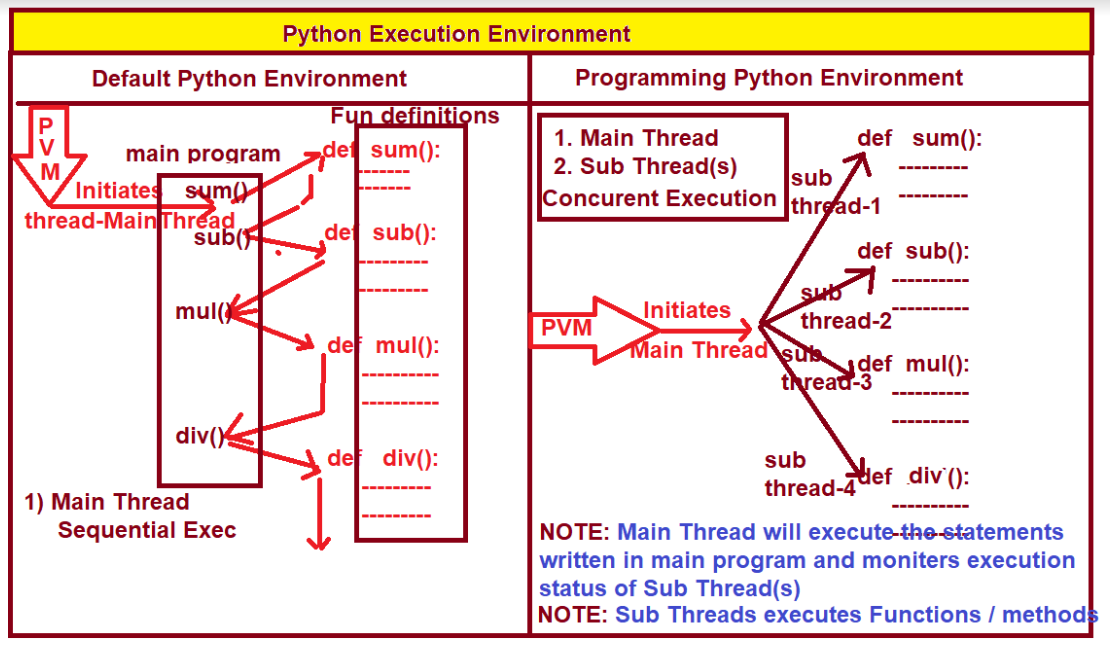 Python Execution Environment
Default Python Environment
PVM
Initiates
thread-MainThread
main program
sum()
sub()
mul()
div()
Fun definitions
def sum():
-------
-------
def sub():
---------
---------
def mul():
----------
----------
def div():
---------
---------
1) Main Thread
Sequential Exec
Programming Python Environment
1. Main Thread
2. Sub Thread(s)
Concurent Execution
PVM
Initiates
Main Thread
sub
thread-1
def sum():
---------
---------
sub
thread-2
def sub():
----------
----------
sub
thread-3
def mul():
----------
----------
sub
thread-4
def div():
----------
----------
NOTE: Main Thread will execute the statements
written in main program and moniters execution
status of Sub Thread(s)
NOTE: Sub Threads executes Functions / methods